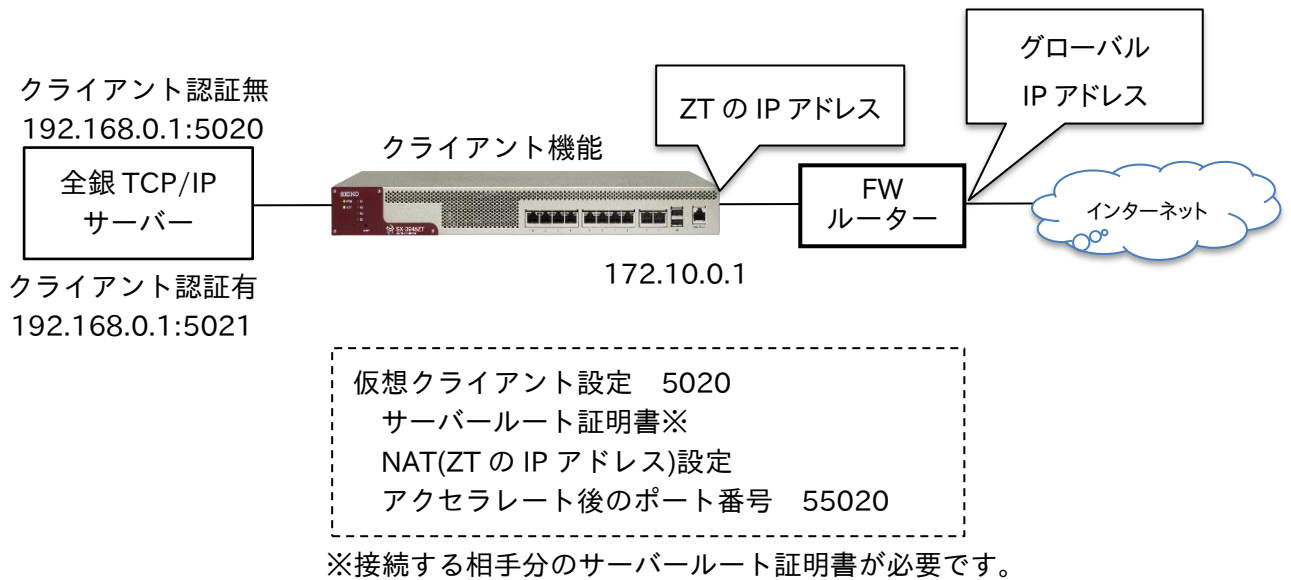 グローバル
IP アドレス
クライアント認証無
192.168.0.1:5020
ZT の IP アドレス
クライアント機能
全銀 TCP/IP
サーバー
SEIKO
SX-3945ZT
FW
ルーター
インターネット
クライアント認証有
192.168.0.1:5021
172.10.0.1
仮想クライアント設定 5020
サーバールート証明書※
NAT(ZT の IP アドレス)設定
アクセラレート後のポート番号 55020
※接続する相手分のサーバールート証明書が必要です。